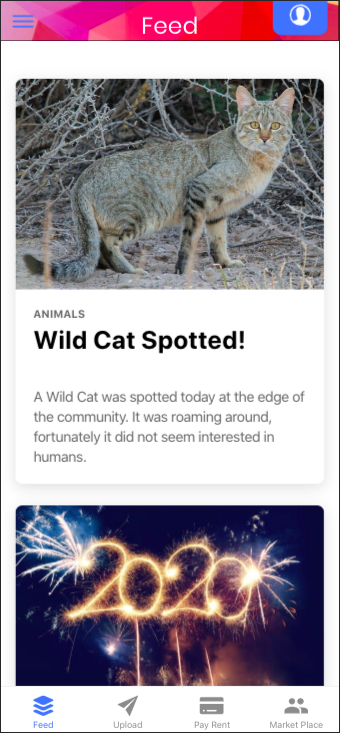 Feed
ANIMALS
Wild Cat Spotted!
A Wild Cat was spotted today at the edge of
the community. It was roaming around,
fortunately it did not seem interested in
humans.
2020
Feed
Upload
Pay Rent
Market Place